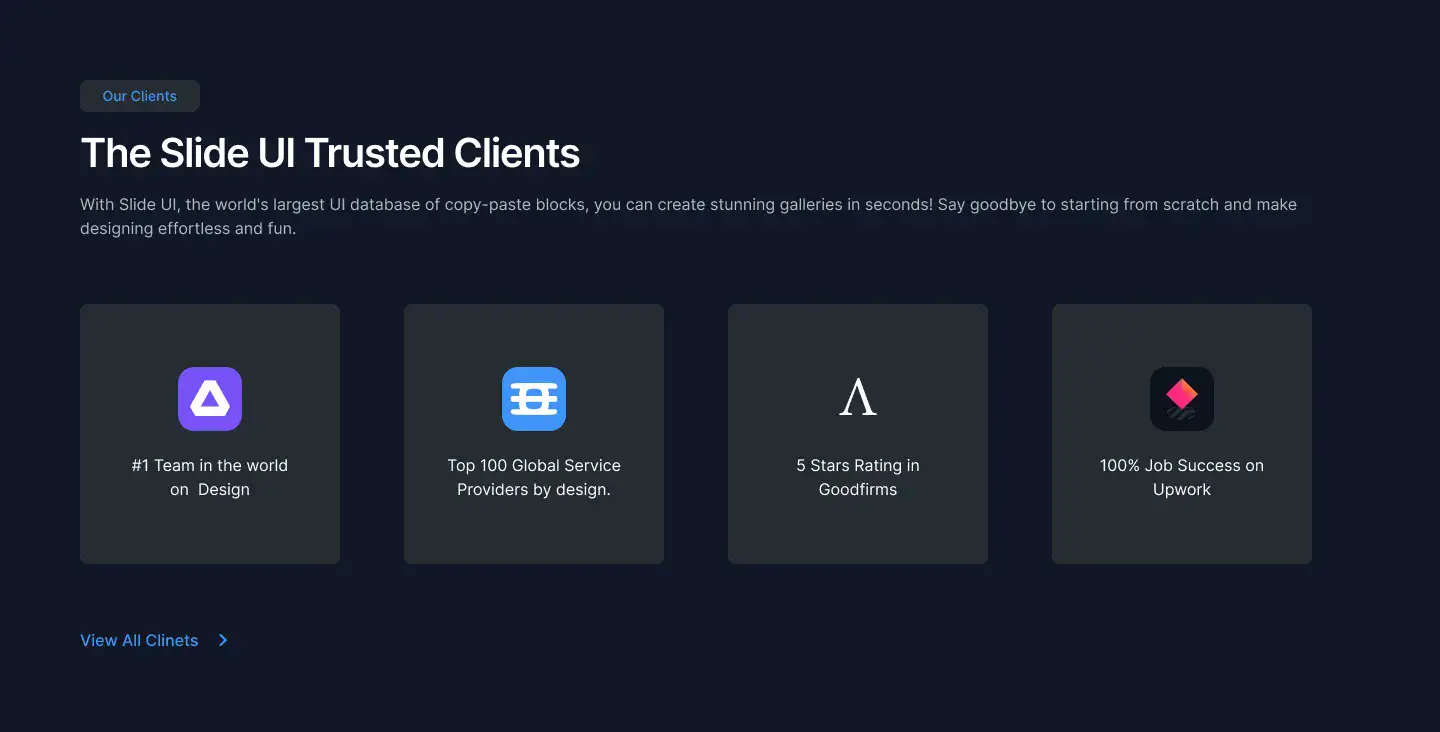 Our Clients
The Slide UI Trusted Clients
With Slide UI, the world's largest UI database of copy-paste blocks, you can create stunning galleries in seconds! Say goodbye to starting from scratch and make
designing effortless and fun.
#1 Team in the world
on  Design
Top 100 Global Service
Providers by design.
5 Stars Rating in
Goodfirms
100% Job Success on
Upwork
View All Clinets